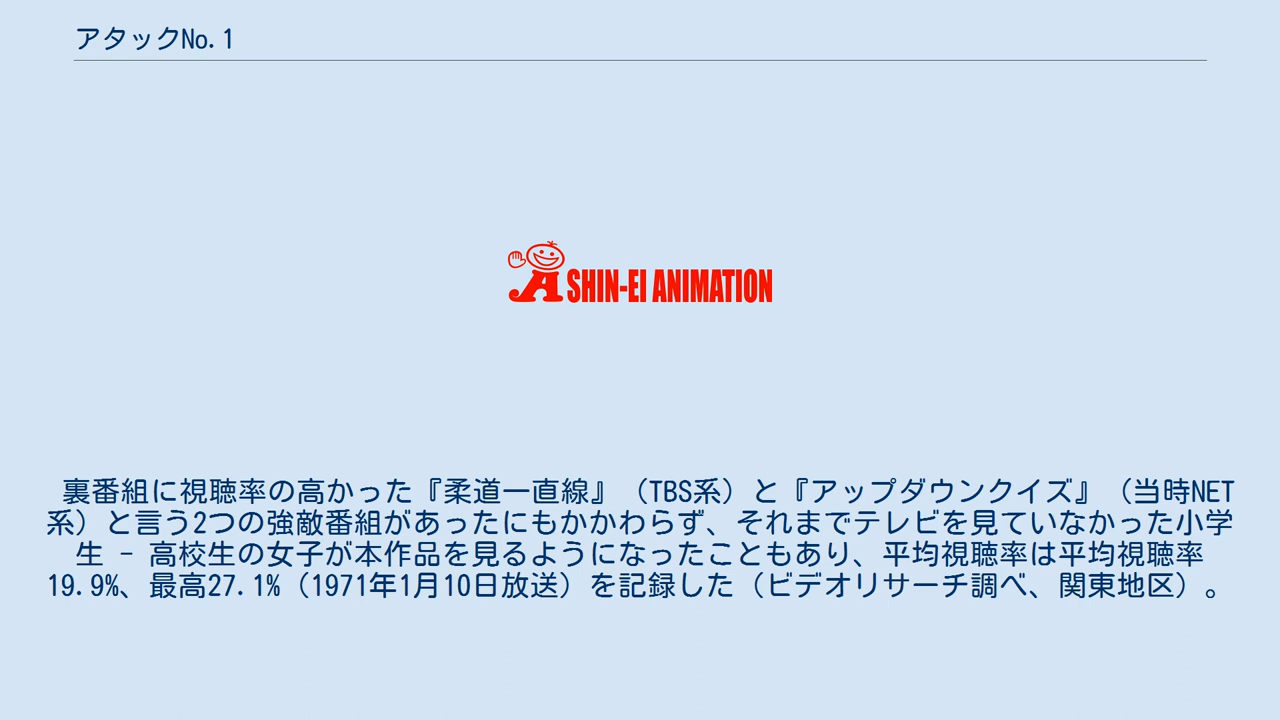 アタックNo.1
SHIN-EI ANIMATION
裏番組に視聴率の高かった『柔道一直線』（TBS系）と『アップダウンクイズ』（当時NET
系）と言う2つの強敵番組があったにもかかわらず、それまでテレビを見ていなかった小学
生 - 高校生の女子が本作品を見るようになったこともあり、平均視聴率は平均視聴率
19.9%、最高27.1%（1971年1月10日放送）を記録した（ビデオリサーチ調べ、関東地区）。